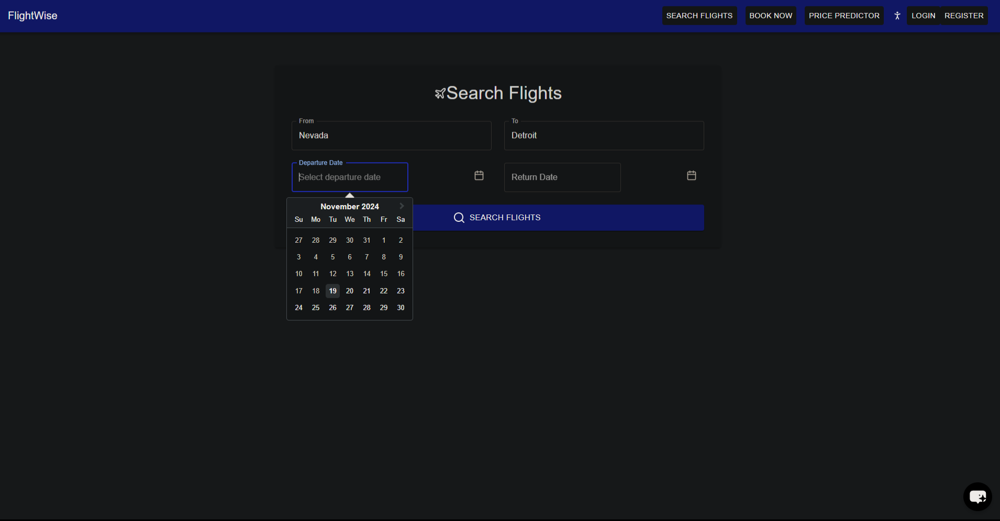 FlightWise
SEARCH FLIGHTS
BOOK NOW
PRICE PREDICTOR
LOGIN
REGISTER
Search Flights
From
Nevada
To
Detroit
Departure Date
Select departure date
Return Date
November 2024
Su Mo Tu We Th Fr Sa
27 28 29 30 31 1 2
3 4 5 6 7 8 9
10 11 12 13 14 15 16
17 18 19 20 21 22 23
24 25 26 27 28 29 30
SEARCH FLIGHTS